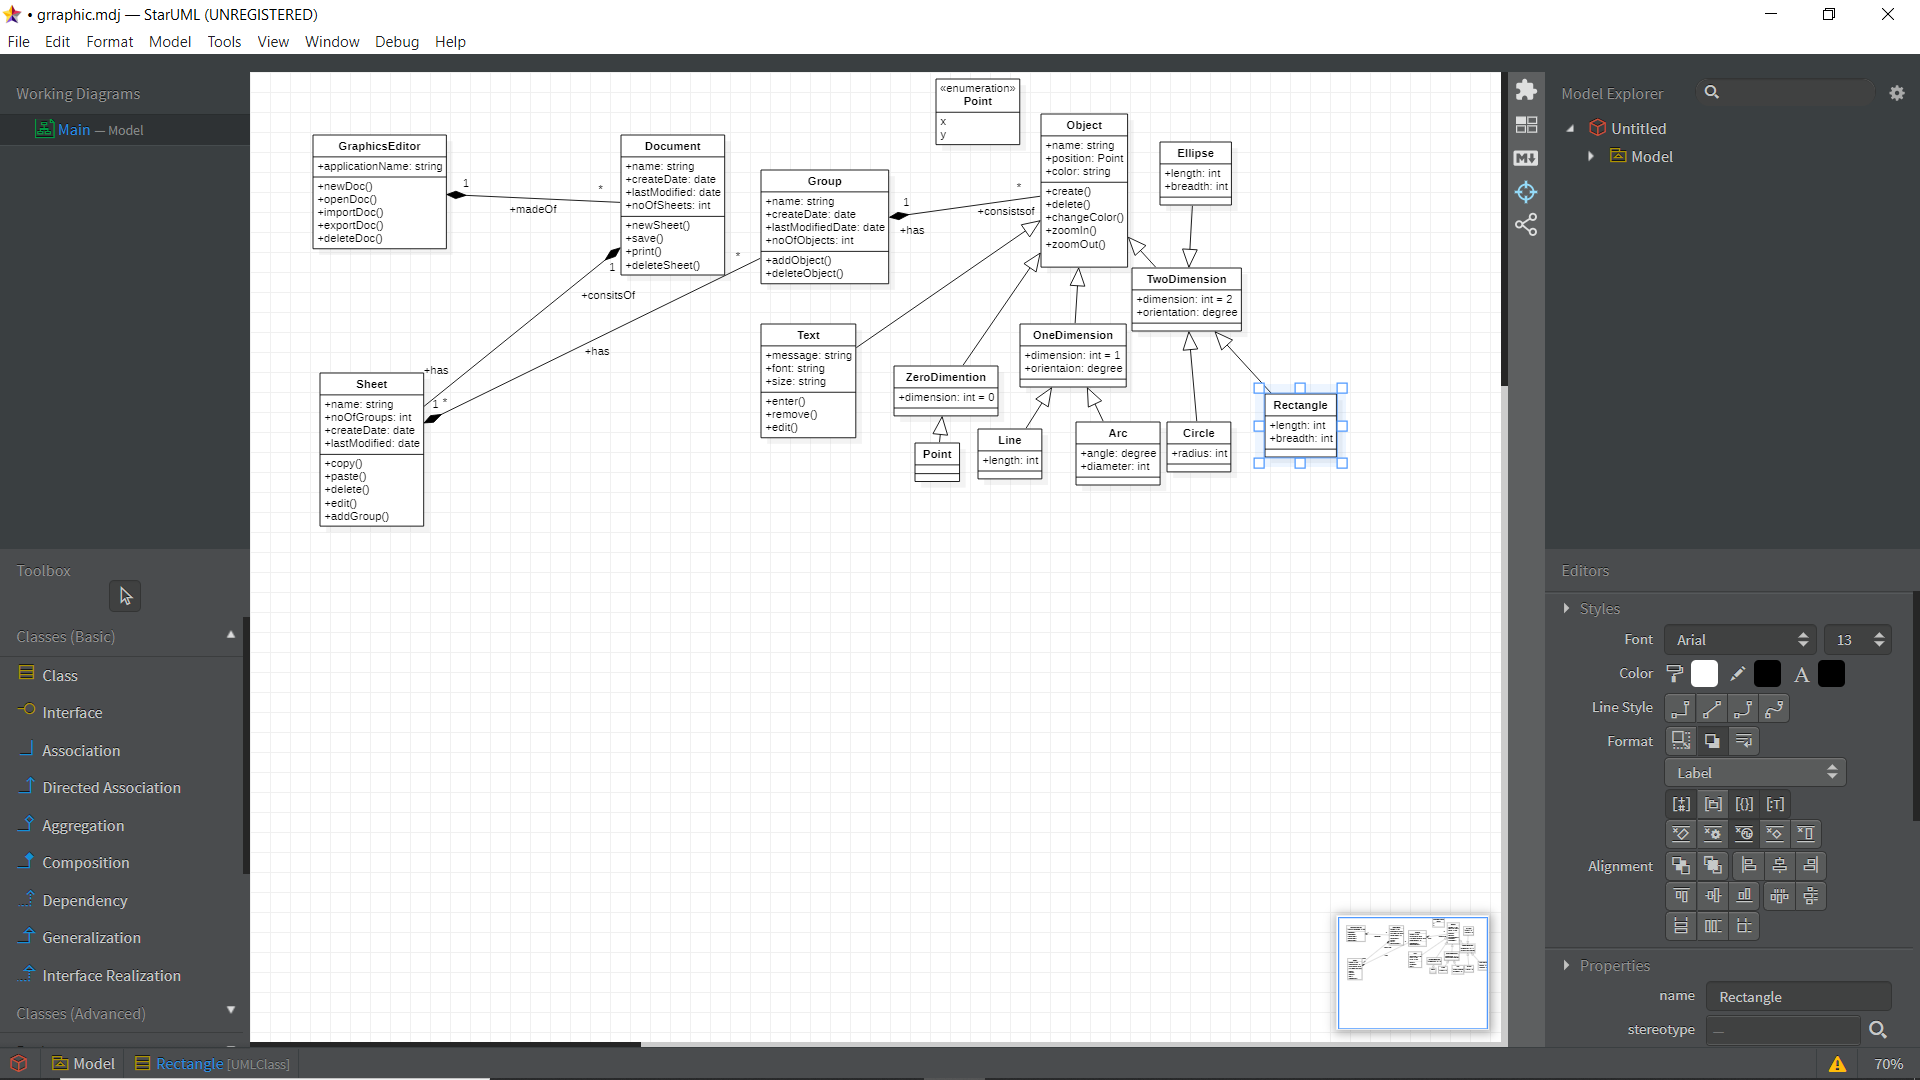 • grraphic.mdj — StarUML (UNREGISTERED)
File Edit Format Model Tools View Window Debug Help
Working Diagrams
Main — Model
GraphicsEditor
+applicationName: string
+newDoc()
+openDoc()
+importDoc()
+exportDoc()
+deleteDoc()
1
*
+madeOf
Document
+name: string
+createDate: date
+lastModified: date
+noOfSheets: int
+newSheet()
+save()
+print()
+deleteSheet()
1
+consitsOf
+has
*
Sheet
+name: string
+noOfGroups: int
+createDate: date
+lastModified: date
+copy()
+paste()
+delete()
+edit()
+addGroup()
1
+has
*
Group
+name: string
+createDate: date
+lastModifiedDate: date
+noOfObjects: int
+addObject()
+deleteObject()
1
+has
*
+consistsof
«enumeration»
Point
x
y
Object
+name: string
+position: Point
+color: string
+create()
+delete()
+changeColor()
+zoomIn()
+zoomOut()
Ellipse
+length: int
+breadth: int
TwoDimension
+dimension: int = 2
+orientation: degree
Text
+message: string
+font: string
+size: string
+enter()
+remove()
+edit()
ZeroDimention
+dimension: int = 0
OneDimension
+dimension: int = 1
+orientaion: degree
Point
Line
+length: int
Arc
+angle: degree
+diameter: int
Circle
+radius: int
Rectangle
+length: int
+breadth: int
Toolbox
Classes (Basic)
Class
Interface
Association
Directed Association
Aggregation
Composition
Dependency
Generalization
Interface Realization
Classes (Advanced)
Model Explorer
Untitled
Model
Editors
Styles
Font Arial 13
Color A
Line Style
Format
Label
Alignment
Properties
name Rectangle
stereotype —
Model Rectangle [UMLClass]
70%